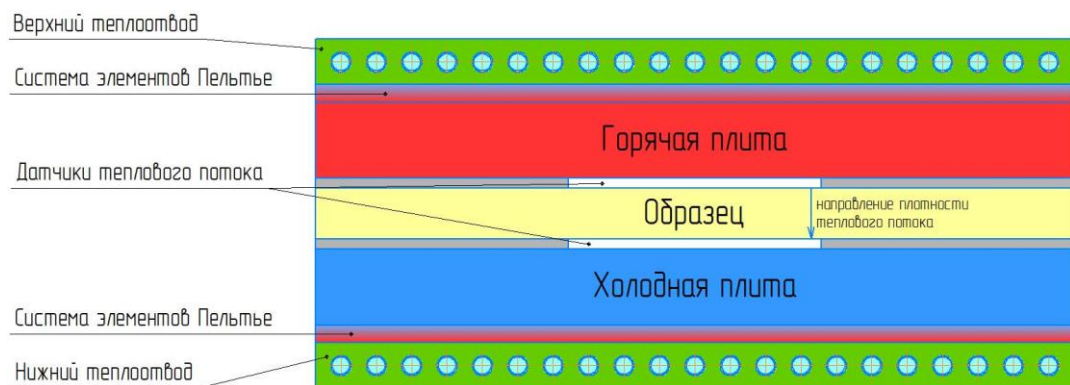 Верхний теплоотвод
Система элементов Пельтье
Горячая плита
Датчики теплового потока
Образец
направление плотности
теплового потока
Холодная плита
Система элементов Пельтье
Нижний теплоотвод